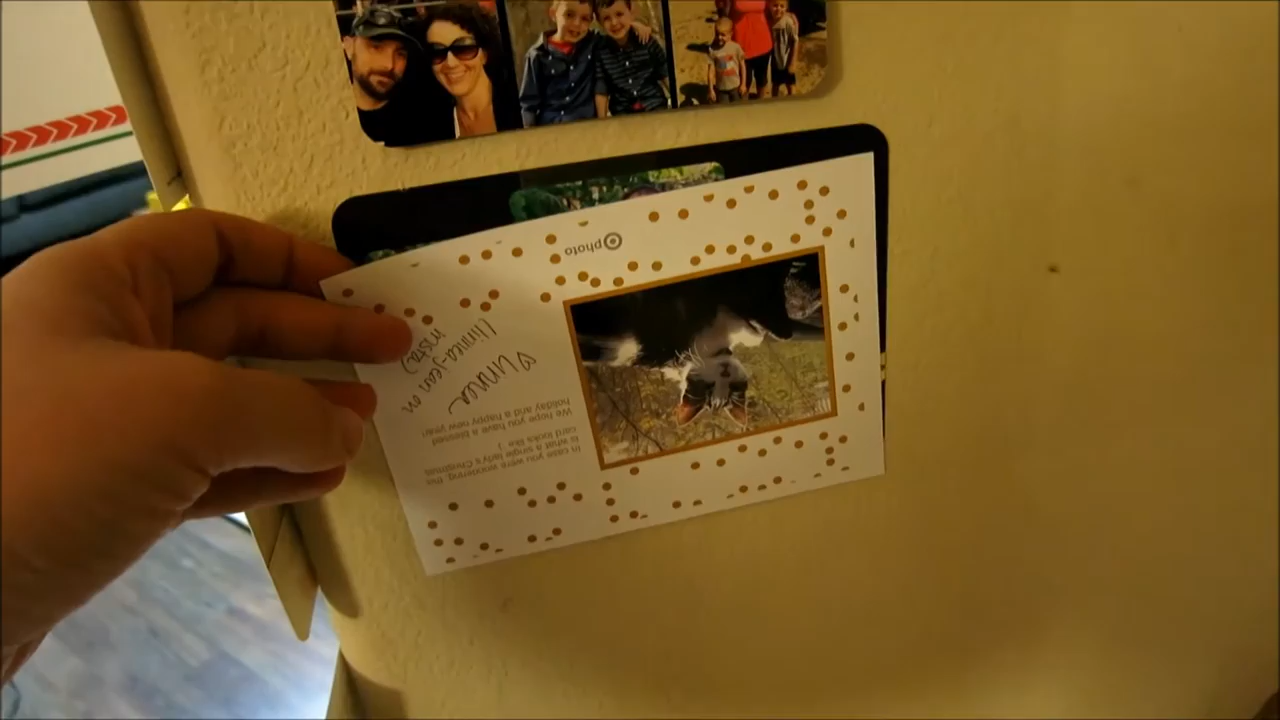 In case you were wondering, this
is what a single lady's Christmas
card looks like :)
We hope you have a blessed
holiday and a happy new year!
photo